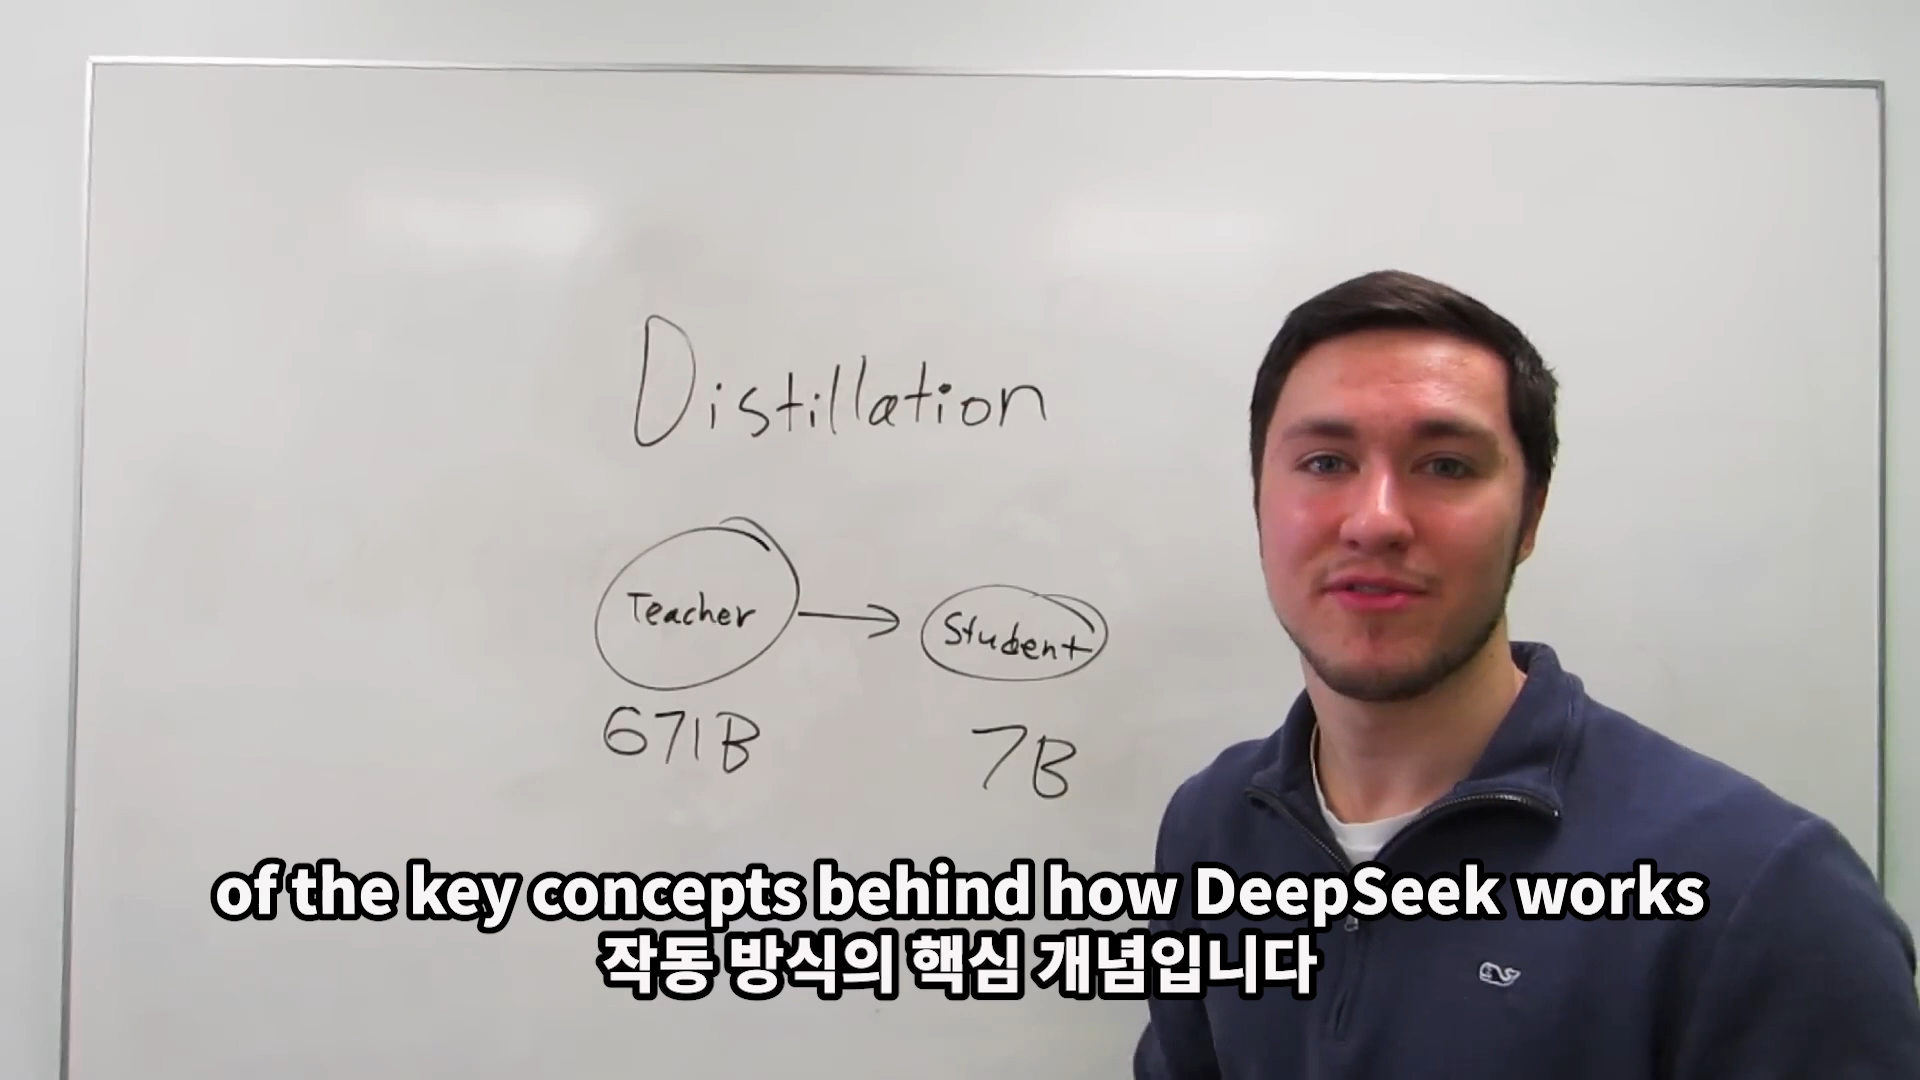 Distillation
Teacher
Student
671B
7B
of the key concepts behind how DeepSeek works
작동 방식의 핵심 개념입니다